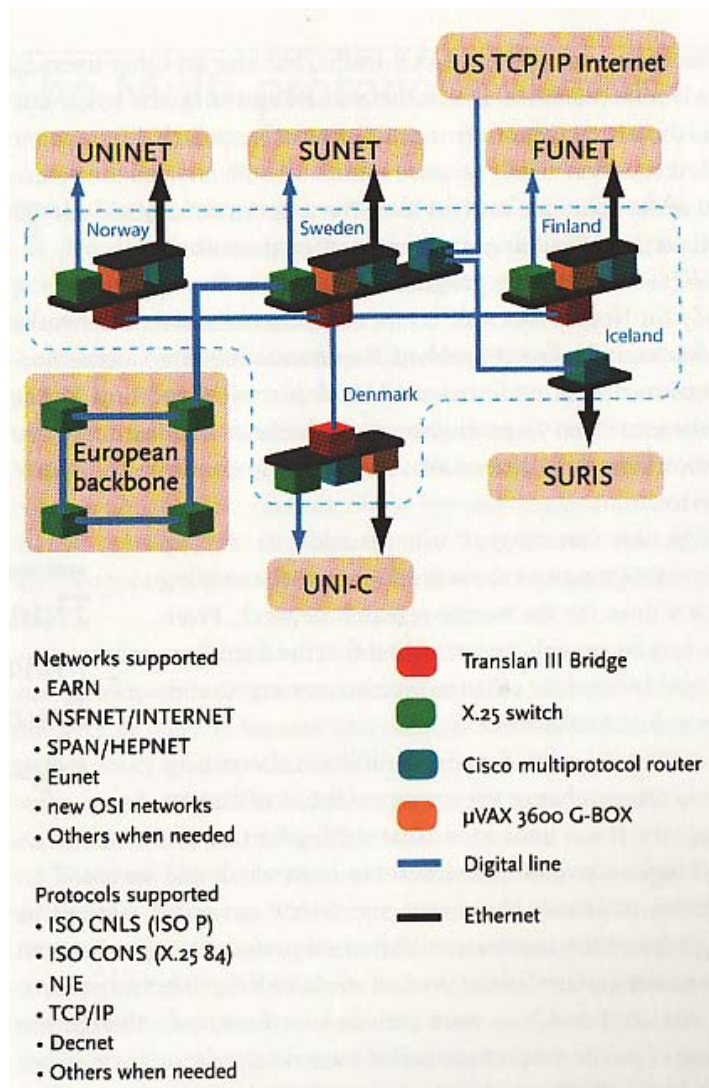 US TCP/IP Internet
UNINET
SUNET
FUNET
Norway
Sweden
Finland
Iceland
Denmark
European
backbone
SURIS
UNI-C
Networks supported
• EARN
• NSFNET/INTERNET
• SPAN/HEPNET
• Eunet
• new OSI networks
• Others when needed
Protocols supported
• ISO CNLS (ISO P)
• ISO CONS (X.25 84)
• NJE
• TCP/IP
• Decnet
• Others when needed
Translan III Bridge
X.25 switch
Cisco multiprotocol router
µVAX 3600 G-BOX
Digital line
Ethernet